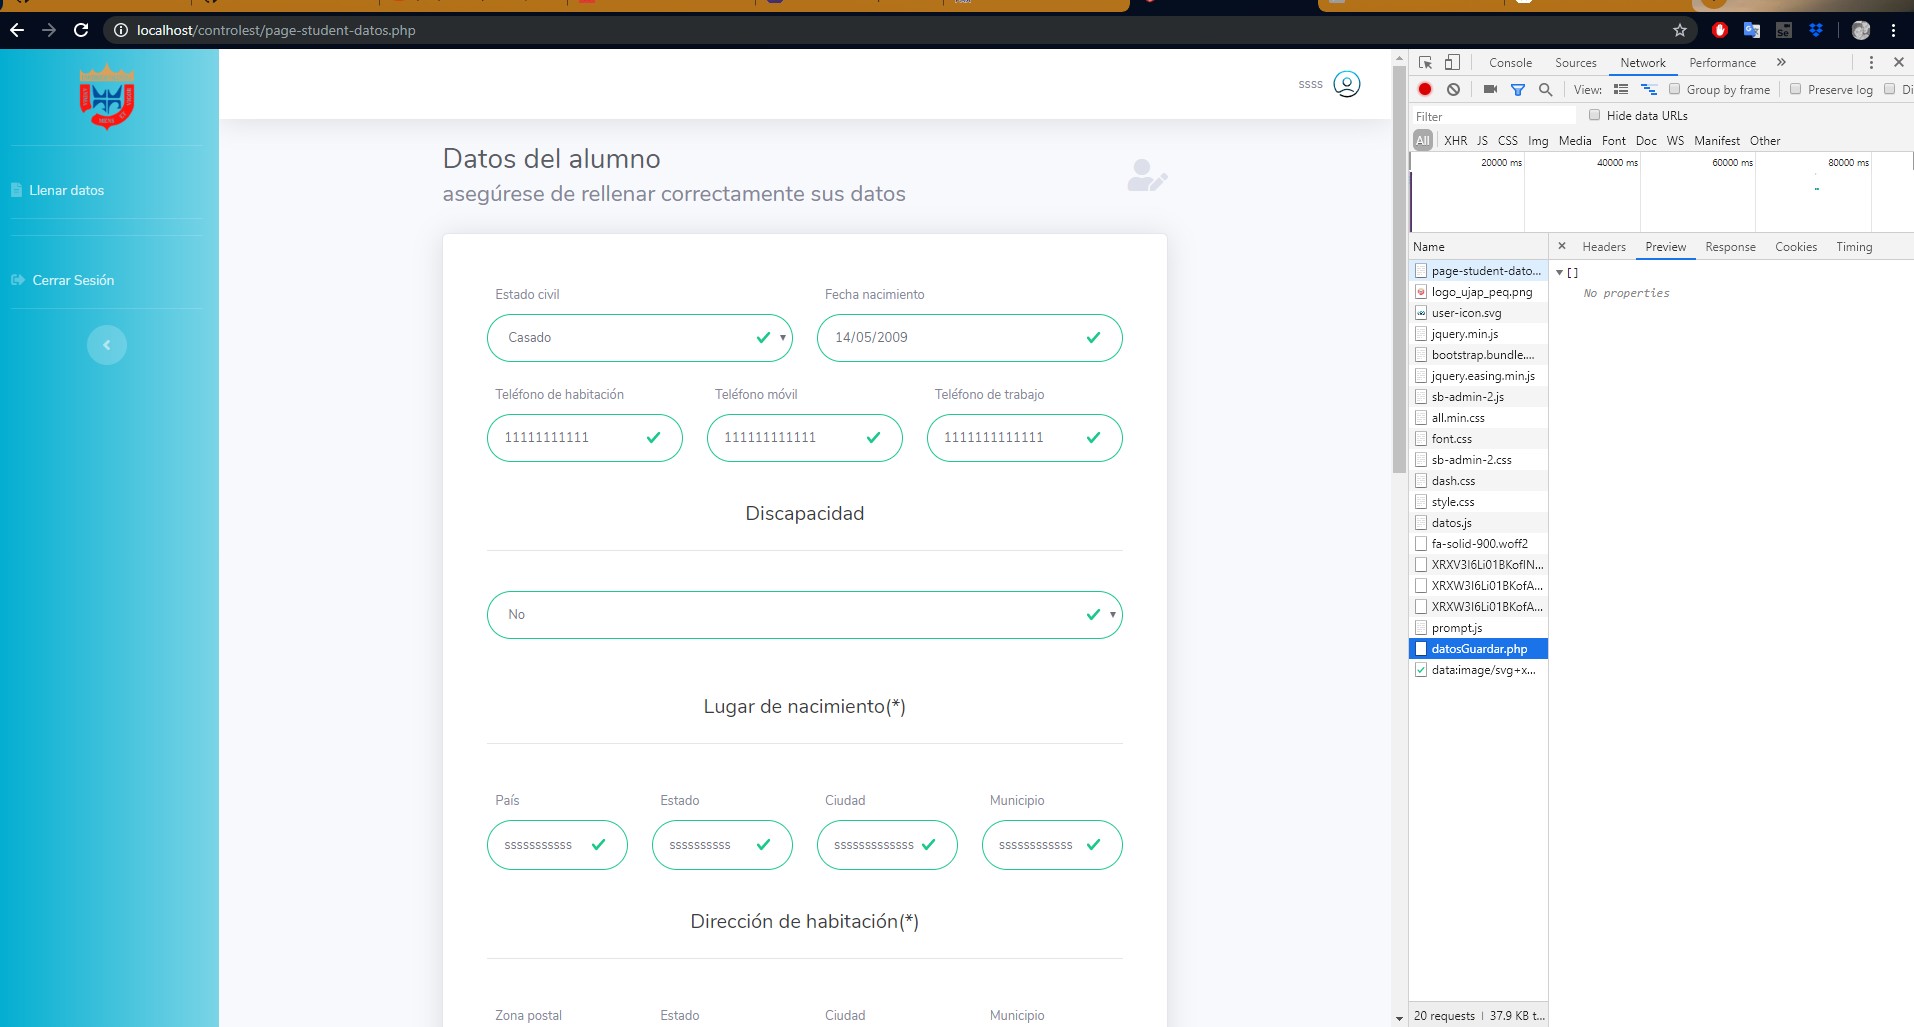 localhost/controlest/page-student-datos.php
Llenar datos
Cerrar Sesión
ssss
Datos del alumno
asegúrese de rellenar correctamente sus datos
Estado civil
Fecha nacimiento
Casado
14/05/2009
Teléfono de habitación
Teléfono móvil
Teléfono de trabajo
11111111111
111111111111
1111111111111
Discapacidad
No
Lugar de nacimiento(*)
País
Estado
Ciudad
Municipio
sssssssssss
ssssssssss
sssssssssssss
ssssssssssss
Dirección de habitación(*)
Zona postal
Estado
Ciudad
Municipio
Console
Sources
Network
Performance
View:
Group by frame
Preserve log
Di
Filter
Hide data URLs
All
XHR
JS
CSS
Img
Media
Font
Doc
WS
Manifest
Other
20000 ms
40000 ms
60000 ms
80000 ms
Name
Headers
Preview
Response
Cookies
Timing
page-student-dato...
logo_ujap_peq.png
user-icon.svg
jquery.min.js
bootstrap.bundle....
jquery.easing.min.js
sb-admin-2.js
all.min.css
font.css
sb-admin-2.css
dash.css
style.css
datos.js
fa-solid-900.woff2
XRXV3I6Li01BKofIN...
XRXW3I6Li01BKofA...
XRXW3I6Li01BKofA...
prompt.js
datosGuardar.php
data:image/svg+x...
[]
No properties
20 requests
37.9 KB t...